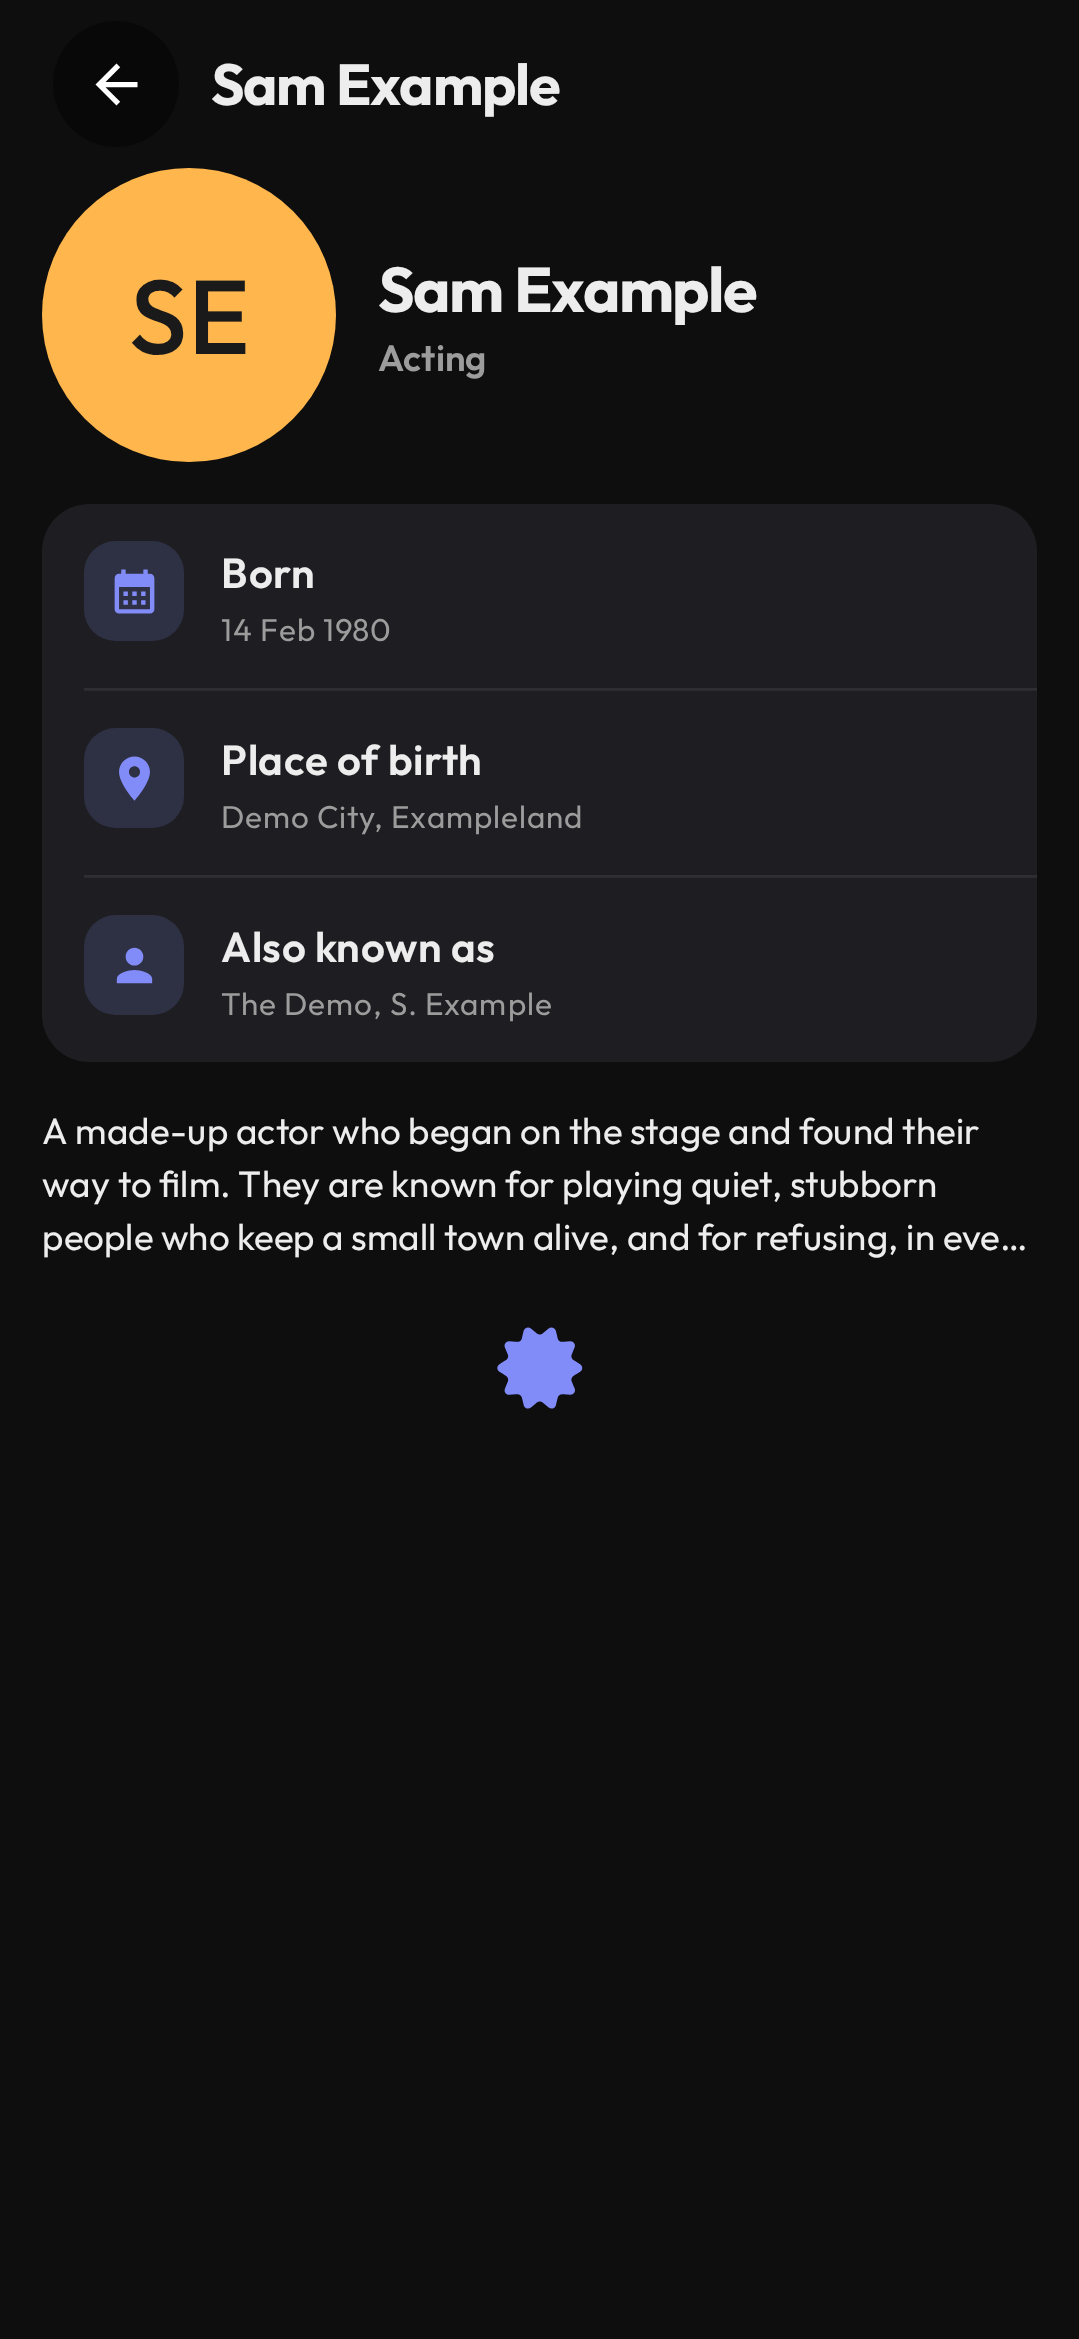 Sam Example
SE
Sam Example
Acting
Born
14 Feb 1980
Place of birth
Demo City, Exampleland
Also known as
The Demo, S. Example
A made-up actor who began on the stage and found their
way to film. They are known for playing quiet, stubborn
people who keep a small town alive, and for refusing, in eve...